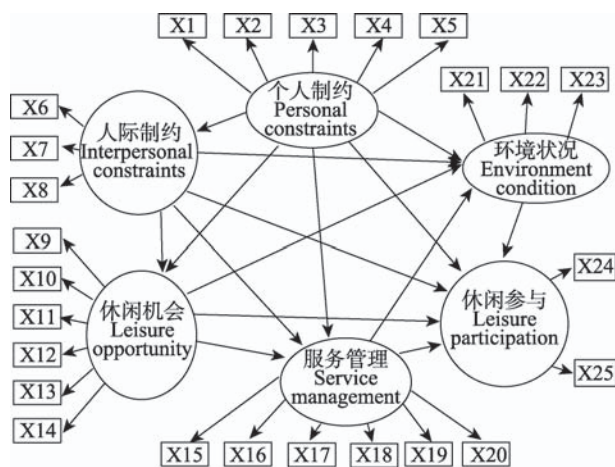 X1
X2
X3
X4
X5
个人制约
Personal
constraints
X21
X22
X23
X6
X7
X8
人际制约
Interpersonal
constraints
环境状况
Environment
condition
X9
X10
X11
X12
X13
X14
休闲机会
Leisure
opportunity
服务管理
Service
management
休闲参与
Leisure
participation
X24
X25
X15
X16
X17
X18
X19
X20